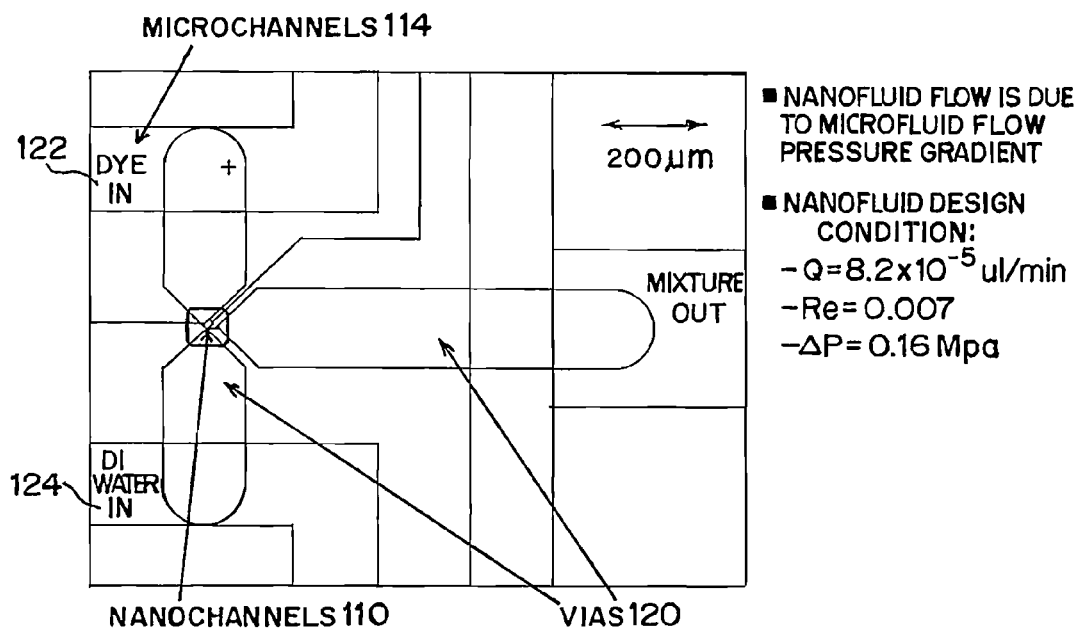 MICROCHANNELS 114
122
DYE
IN
+
200 µm
MIXTURE
OUT
DI
WATER
IN
124
NANOCHANNELS 110
VIAS 120
■ NANOFLUID FLOW IS DUE
TO MICROFLUID FLOW
PRESSURE GRADIENT
■ NANOFLUID DESIGN
CONDITION:
-Q=8.2x10⁻⁵ ul/min
-Re=0.007
-ΔP=0.16 Mpa